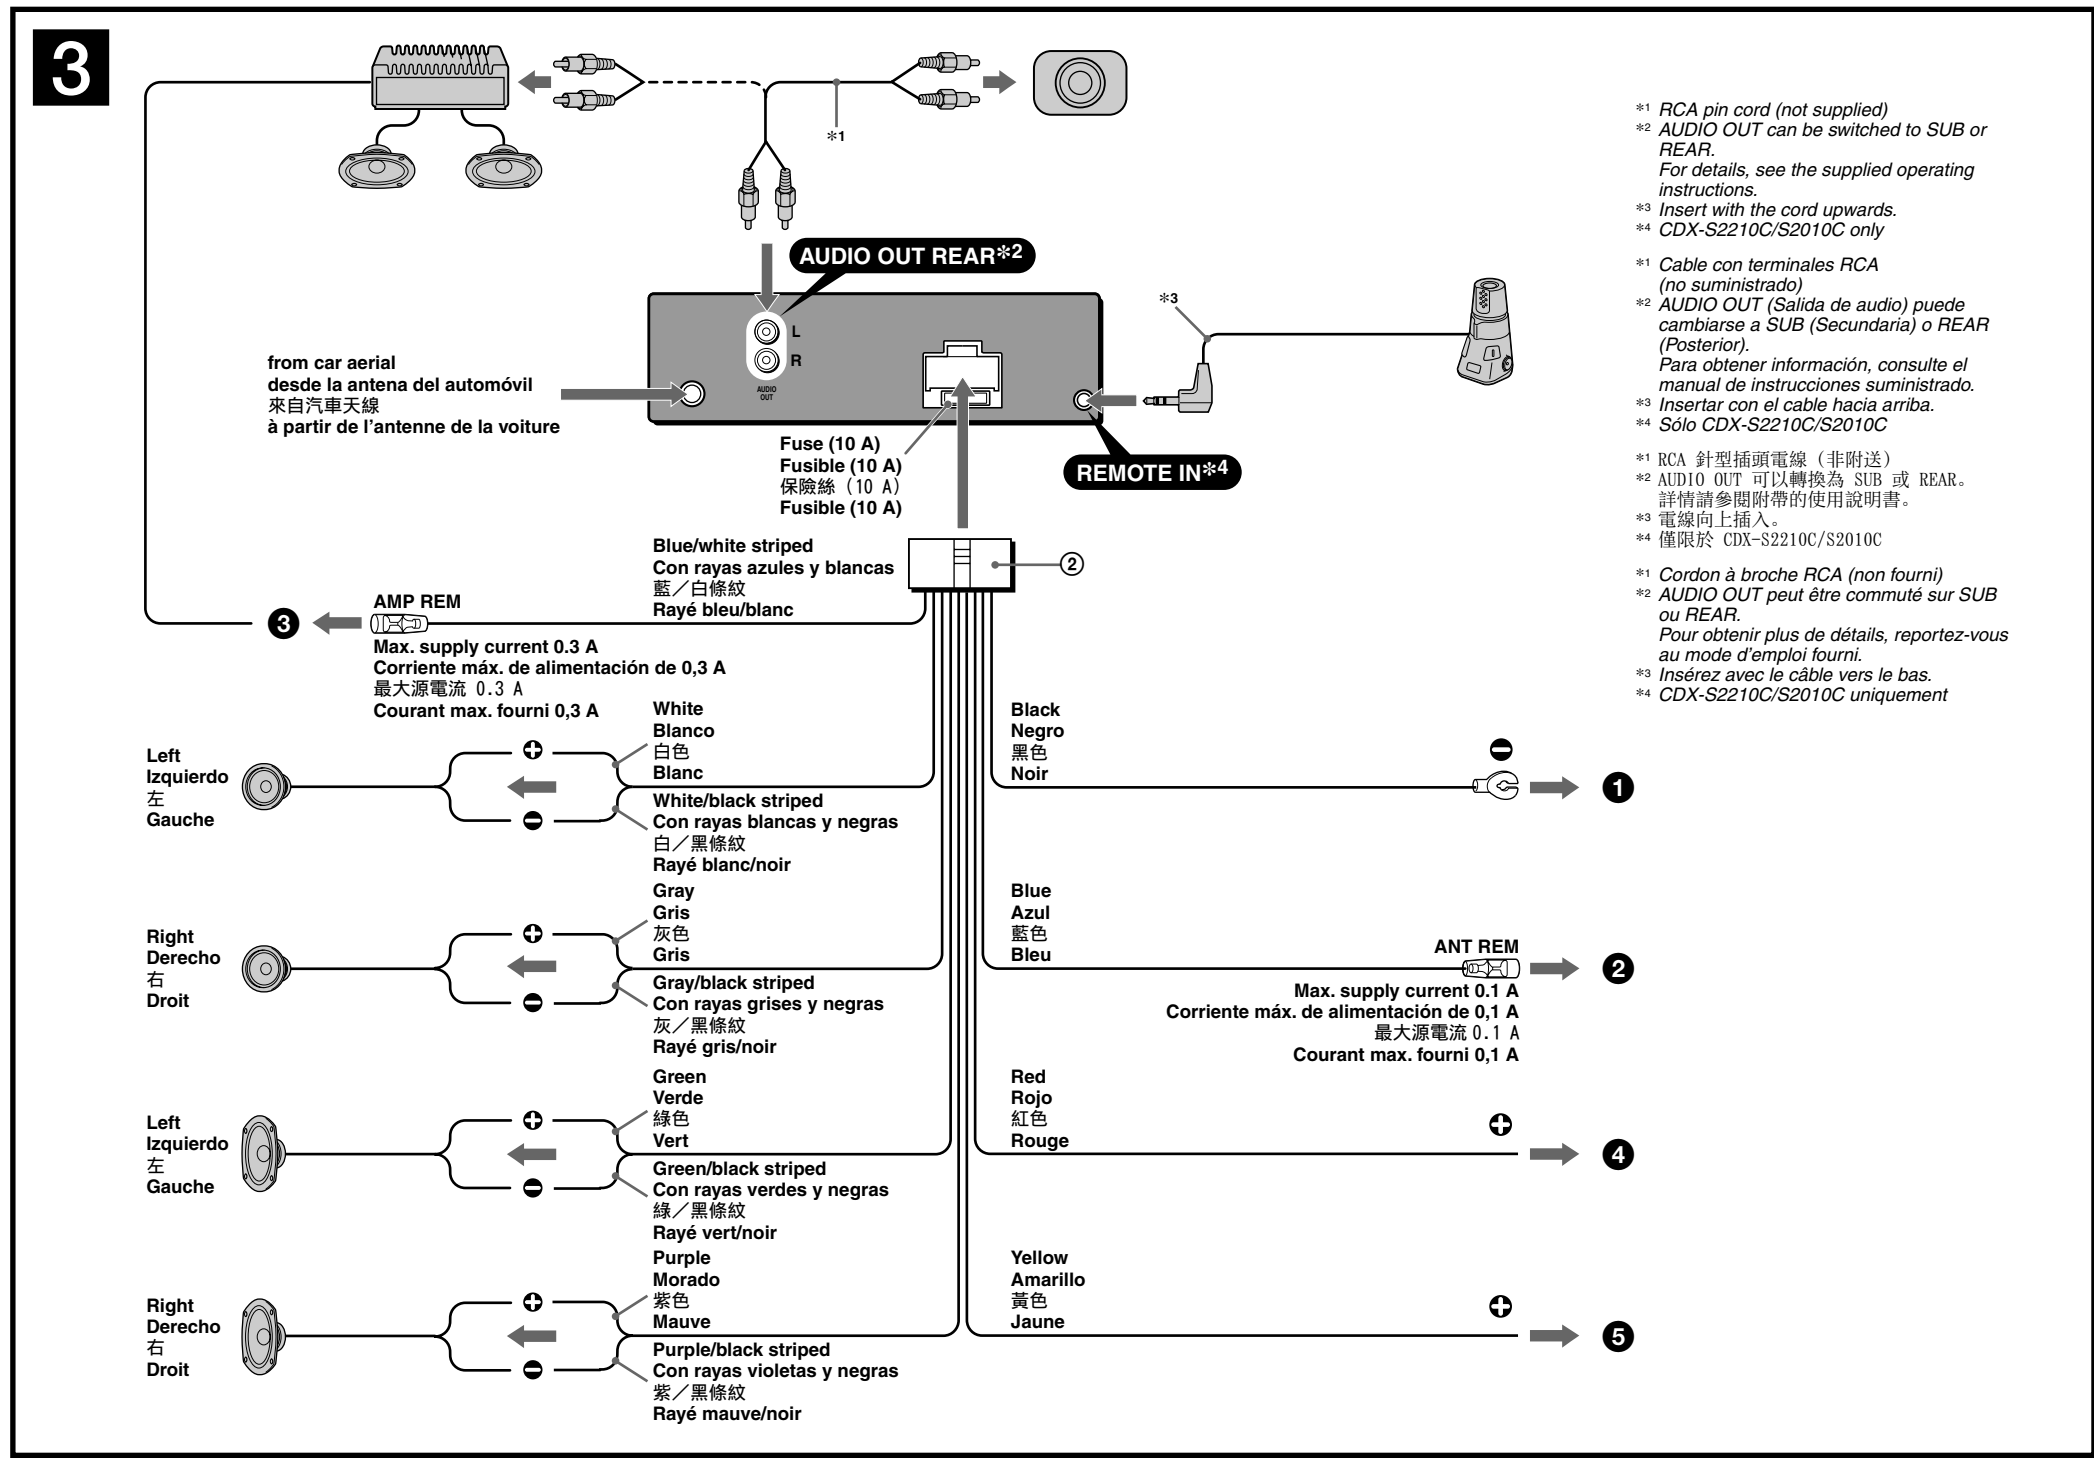 3
*1
AUDIO OUT REAR*2
*3
L
R
AUDIO
OUT
from car aerial
desde la antena del automóvil
來自汽車天線
à partir de l'antenne de la voiture
Fuse (10 A)
Fusible (10 A)
保險絲（10 A）
Fusible (10 A)
REMOTE IN*4
Blue/white striped
Con rayas azules y blancas
藍／白條紋
Rayé bleu/blanc
2
3
AMP REM
Max. supply current 0.3 A
Corriente máx. de alimentación de 0,3 A
最大源電流 0.3 A
Courant max. fourni 0,3 A
Left
Izquierdo
左
Gauche
White
Blanco
白色
Blanc
White/black striped
Con rayas blancas y negras
白／黑條紋
Rayé blanc/noir
Right
Derecho
右
Droit
Gray
Gris
灰色
Gris
Gray/black striped
Con rayas grises y negras
灰／黑條紋
Rayé gris/noir
Left
Izquierdo
左
Gauche
Green
Verde
綠色
Vert
Green/black striped
Con rayas verdes y negras
綠／黑條紋
Rayé vert/noir
Right
Derecho
右
Droit
Purple
Morado
紫色
Mauve
Purple/black striped
Con rayas violetas y negras
紫／黑條紋
Rayé mauve/noir
Black
Negro
黑色
Noir
1
Blue
Azul
藍色
Bleu
ANT REM
2
Max. supply current 0.1 A
Corriente máx. de alimentación de 0,1 A
最大源電流 0.1 A
Courant max. fourni 0,1 A
Red
Rojo
紅色
Rouge
4
Yellow
Amarillo
黃色
Jaune
5
*1 RCA pin cord (not supplied)
*2 AUDIO OUT can be switched to SUB or
REAR.
For details, see the supplied operating
instructions.
*3 Insert with the cord upwards.
*4 CDX-S2210C/S2010C only
*1 Cable con terminales RCA
(no suministrado)
*2 AUDIO OUT (Salida de audio) puede
cambiarse a SUB (Secundaria) o REAR
(Posterior).
Para obtener información, consulte el
manual de instrucciones suministrado.
*3 Insertar con el cable hacia arriba.
*4 Sólo CDX-S2210C/S2010C
*1 RCA 針型插頭電線（非附送）
*2 AUDIO OUT 可以轉換為 SUB 或 REAR。
詳情請參閱附帶的使用說明書。
*3 電線向上插入。
*4 僅限於 CDX-S2210C/S2010C
*1 Cordon à broche RCA (non fourni)
*2 AUDIO OUT peut être commuté sur SUB
ou REAR.
Pour obtenir plus de détails, reportez-vous
au mode d'emploi fourni.
*3 Insérez avec le câble vers le bas.
*4 CDX-S2210C/S2010C uniquement